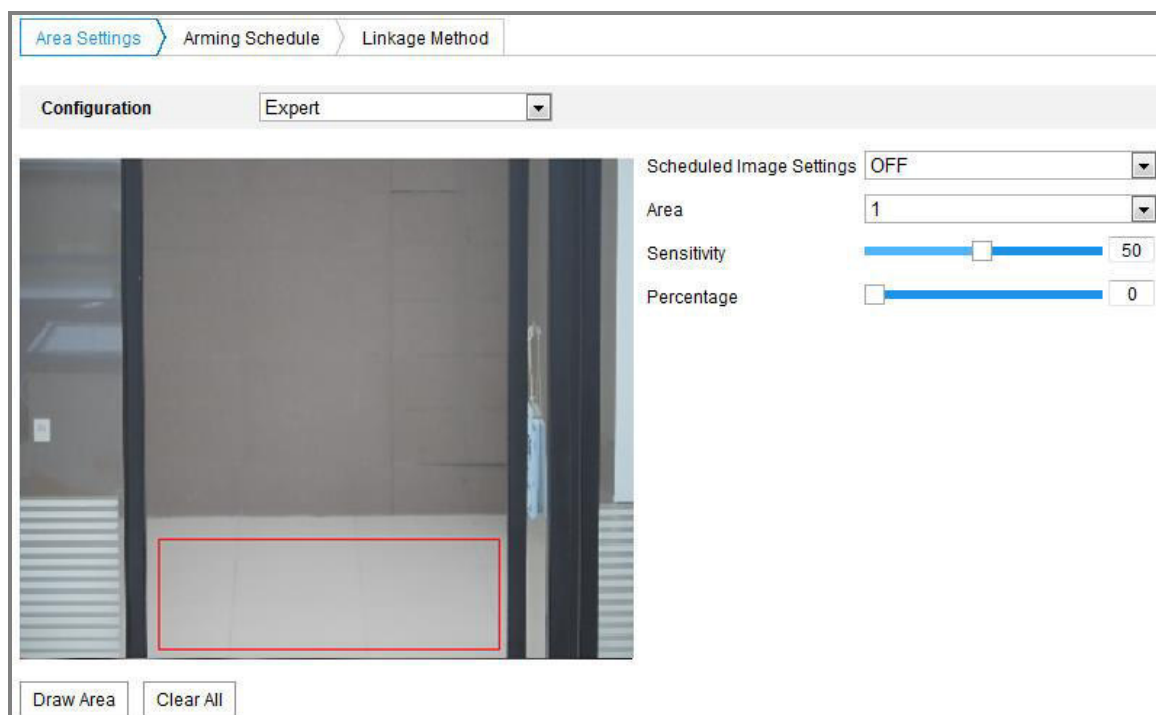 Area Settings Arming Schedule Linkage Method
Configuration Expert
Scheduled Image Settings OFF
Area 1
Sensitivity 50
Percentage 0
Draw Area Clear All